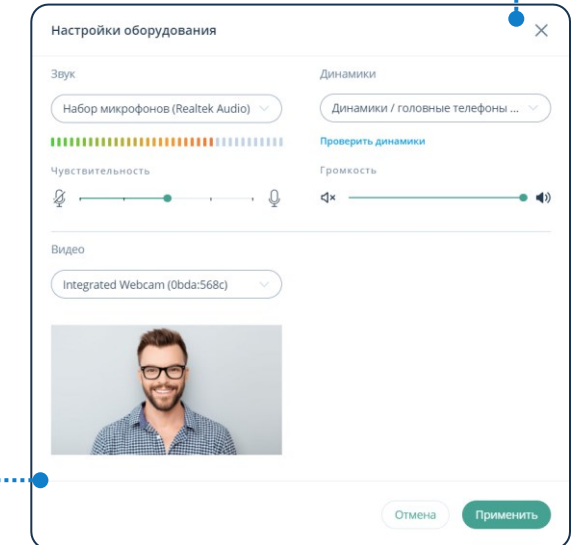 Настройки оборудования
Звук
Динамики
Набор микрофонов (Realtek Audio)
Динамики / головные телефоны ...
Проверить динамики
Чувствительность
Громкость
Видео
Integrated Webcam (0bda:568c)
Отмена
Применить